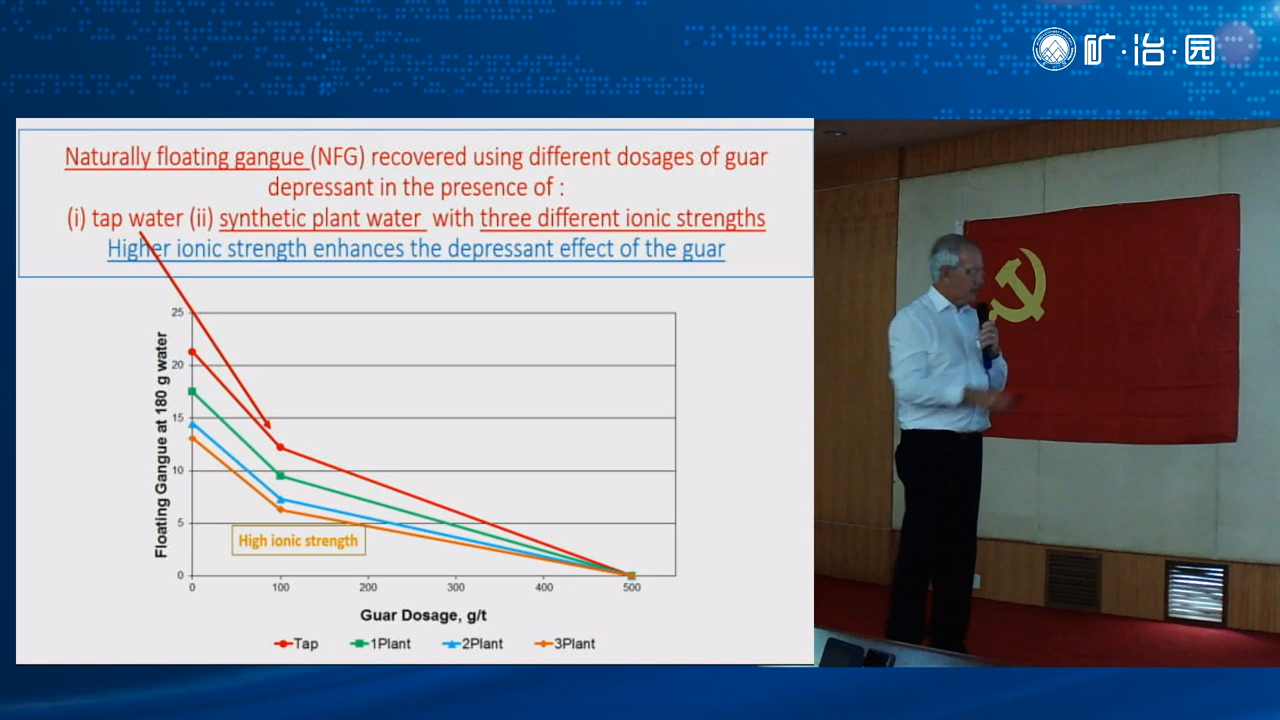 矿·冶·园
Naturally floating gangue (NFG) recovered using different dosages of guar
depressant in the presence of :
(i) tap water (ii) synthetic plant water with three different ionic strengths
Higher ionic strength enhances the depressant effect of the guar
Floating Gangue at 180 g water
25
20
15
10
5
0
High ionic strength
0 100 200 300 400 500
Guar Dosage, g/t
Tap 1Plant 2Plant 3Plant